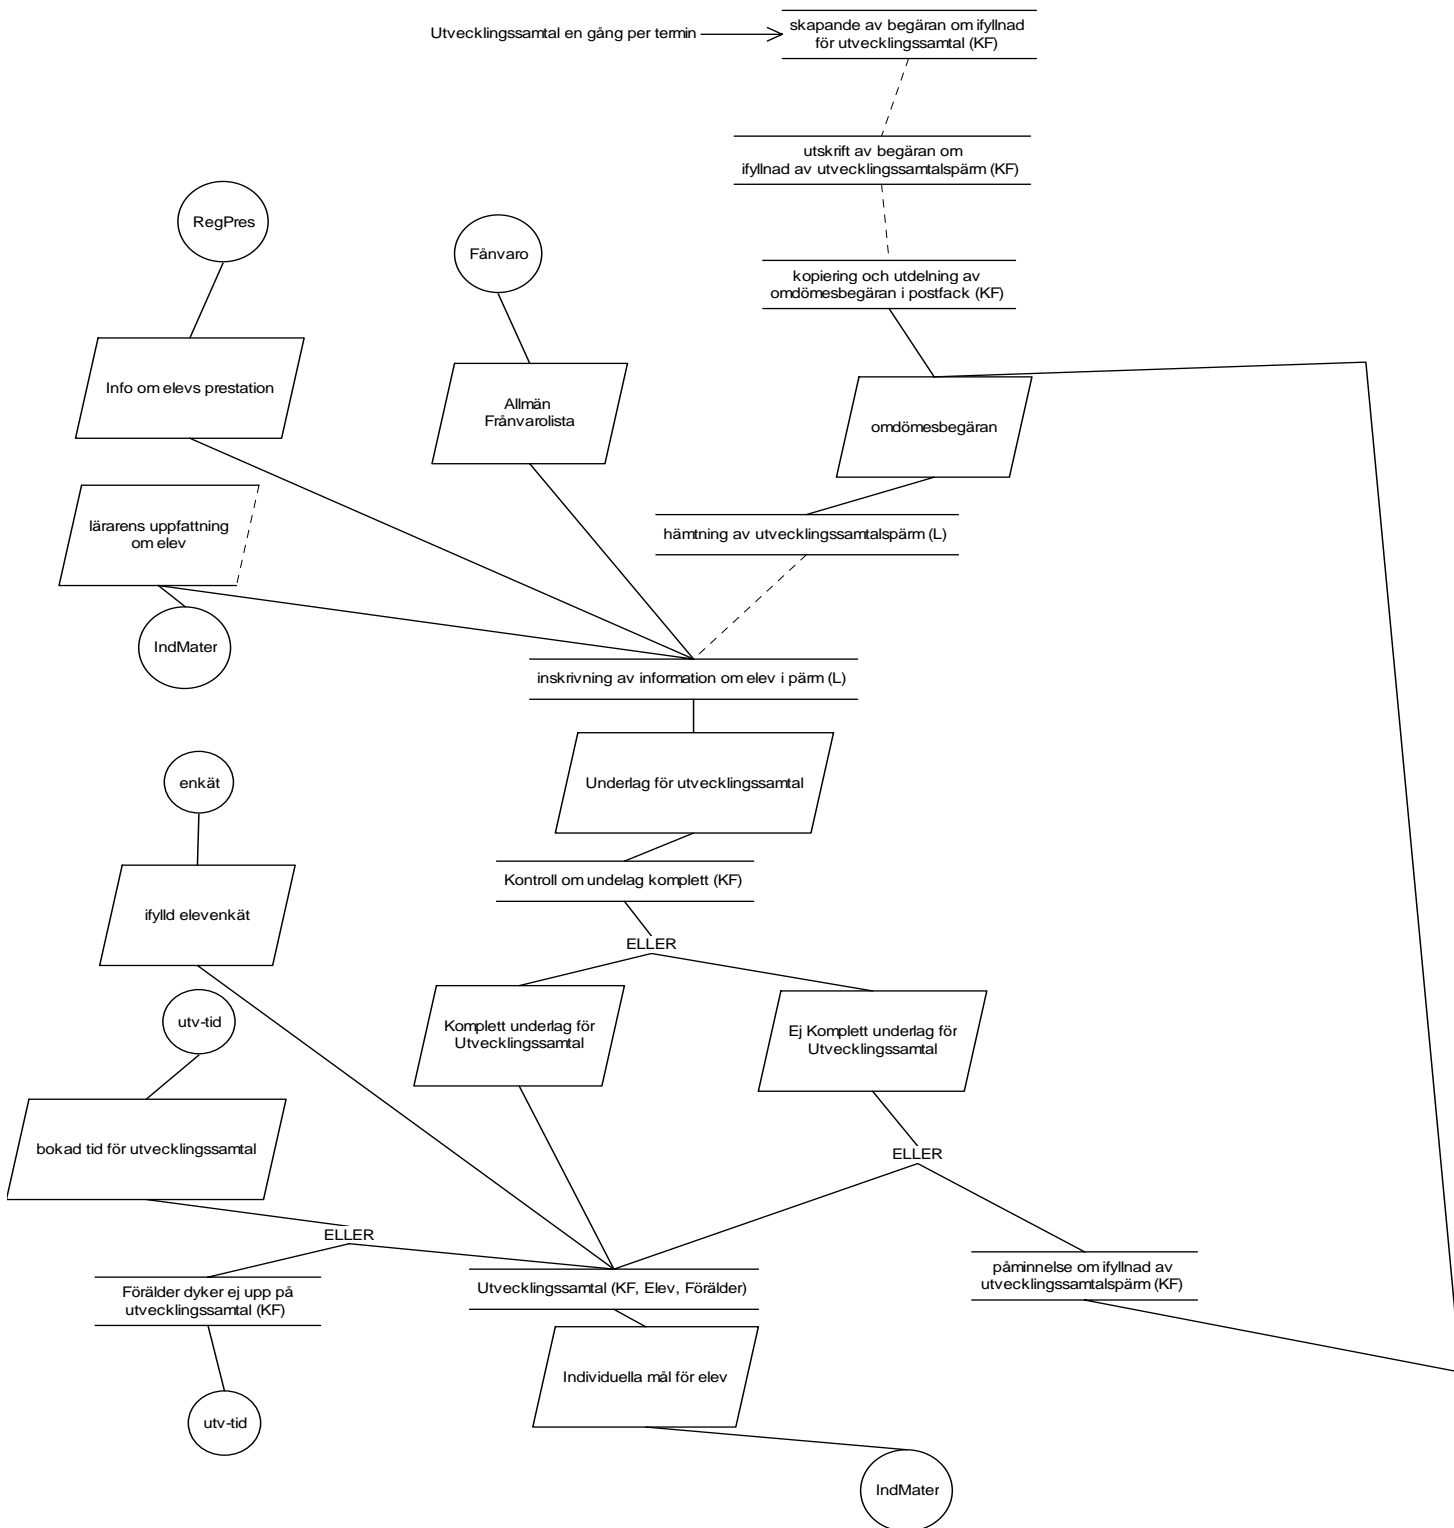 Utvecklingssamtal en gång per termin
skapande av begäran om ifyllnad
för utvecklingssamtal (KF)
utskrift av begäran om
ifyllnad av utvecklingssamtalspärm (KF)
RegPres
Fånvaro
kopiering och utdelning av
omdömesbegäran i postfack (KF)
Info om elevs prestation
Allmän
Frånvarolista
omdömesbegäran
lärarens uppfattning
om elev
hämtning av utvecklingssamtalspärm (L)
IndMater
inskrivning av information om elev i pärm (L)
enkät
Underlag för utvecklingssamtal
Kontroll om undelag komplett (KF)
ifylld elevenkät
ELLER
utv-tid
Komplett underlag för
Utvecklingssamtal
Ej Komplett underlag för
Utvecklingssamtal
bokad tid för utvecklingssamtal
ELLER
ELLER
Förälder dyker ej upp på
utvecklingssamtal (KF)
Utvecklingssamtal (KF, Elev, Förälder)
påminnelse om ifyllnad av
utvecklingssamtalspärm (KF)
Individuella mål för elev
utv-tid
IndMater